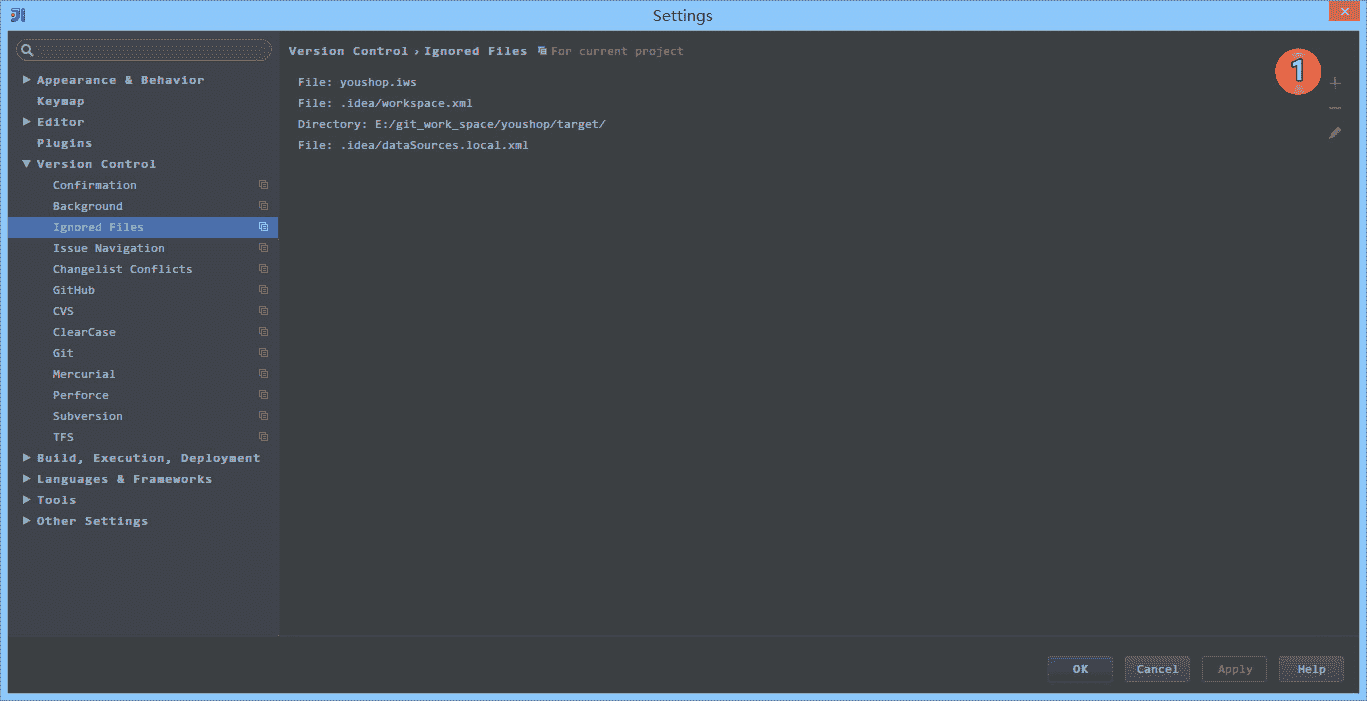 Settings
Version Control › Ignored Files For current project
Appearance & Behavior
Keymap
Editor
Plugins
Version Control
Confirmation
Background
Ignored Files
Issue Navigation
Changelist Conflicts
GitHub
CVS
ClearCase
Git
Mercurial
Perforce
Subversion
TFS
Build, Execution, Deployment
Languages & Frameworks
Tools
Other Settings
File: youshop.iws
File: .idea/workspace.xml
Directory: E:/git_work_space/youshop/target/
File: .idea/dataSources.local.xml
1
OK
Cancel
Apply
Help